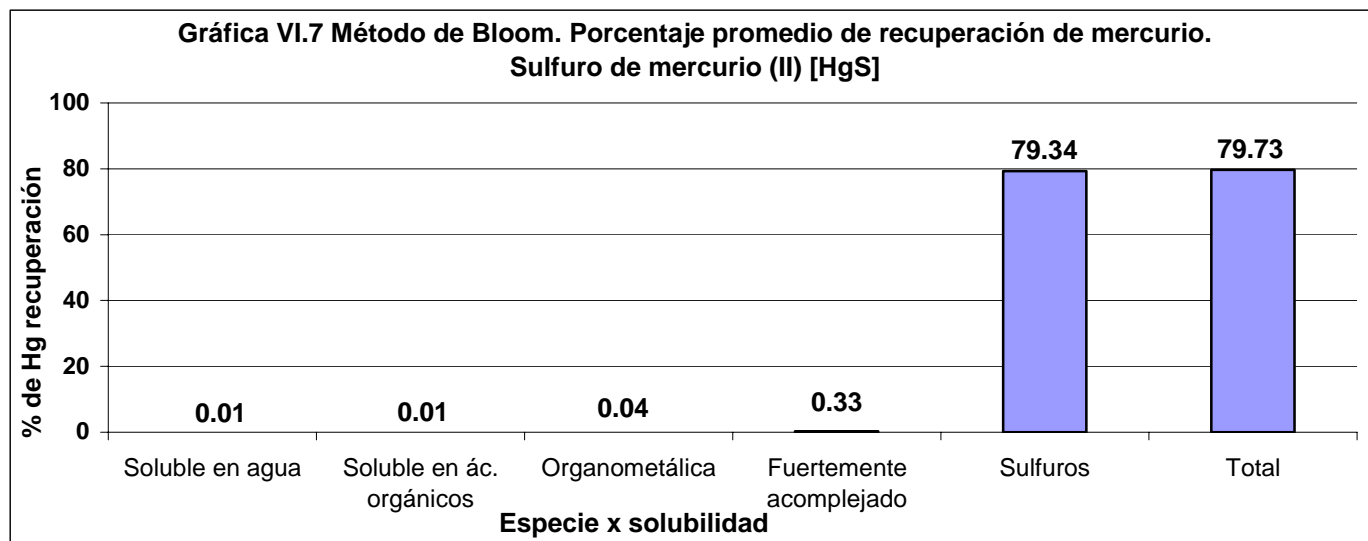 Gráfica VI.7 Método de Bloom. Porcentaje promedio de recuperación de mercurio.
Sulfuro de mercurio (II) [HgS]
% de Hg recuperación
100
80
60
40
20
0
0.01
0.01
0.04
0.33
79.34
79.73
Soluble en agua
Soluble en ác.
orgánicos
Organometálica
Fuertemente
acomplejado
Sulfuros
Total
Especie x solubilidad